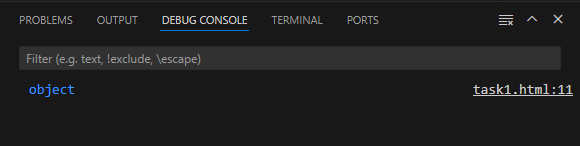 PROBLEMS OUTPUT DEBUG CONSOLE TERMINAL PORTS
Filter (e.g. text, !exclude, \escape)
object task1.html:11